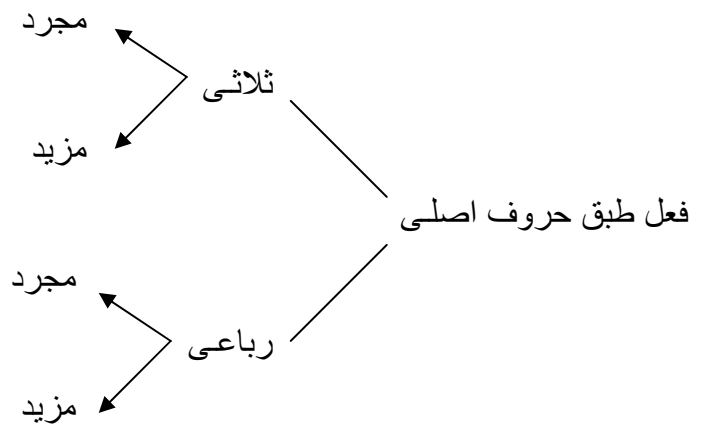 مجرد
ثلاثی
مزید
فعل طبق حروف اصلی
مجرد
رباعی
مزید